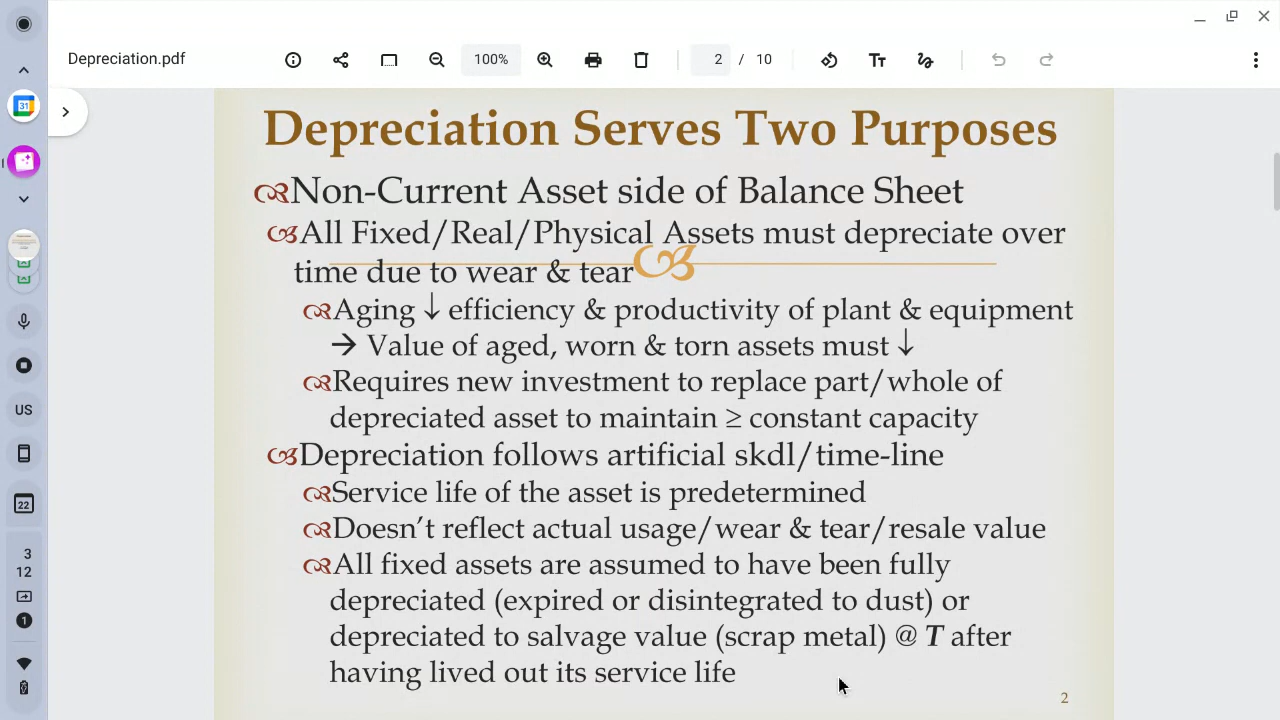 Depreciation.pdf
100%
2 / 10
31
Depreciation Serves Two Purposes
Non-Current Asset side of Balance Sheet
All Fixed/Real/Physical Assets must depreciate over
time due to wear & tear
Aging ↓ efficiency & productivity of plant & equipment
→ Value of aged, worn & torn assets must ↓
Requires new investment to replace part/whole of
depreciated asset to maintain ≥ constant capacity
Depreciation follows artificial skdl/time-line
Service life of the asset is predetermined
Doesn't reflect actual usage/wear & tear/resale value
All fixed assets are assumed to have been fully
depreciated (expired or disintegrated to dust) or
depreciated to salvage value (scrap metal) @ T after
having lived out its service life
2
US
22
3
12
1